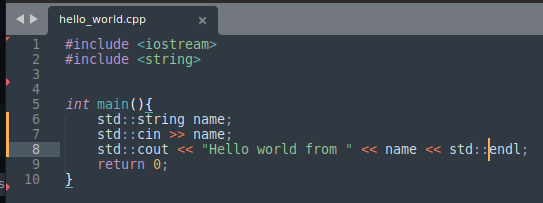 hello_world.cpp
1 #include <iostream>
2 #include <string>
3
4
5 int main(){
6     std::string name;
7     std::cin >> name;
8     std::cout << "Hello world from " << name << std::endl;
9     return 0;
10 }